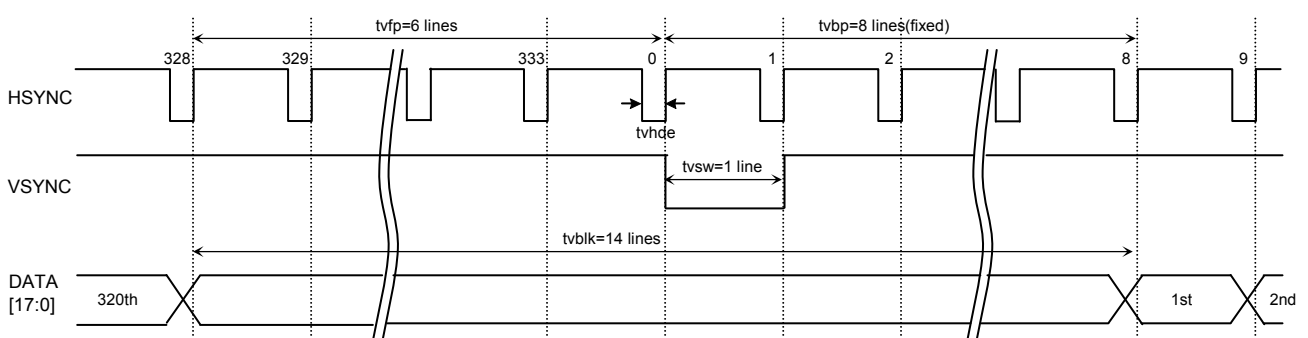 tvfp=6 lines
tvbp=8 lines(fixed)
328
329
333
0
1
2
8
9
HSYNC
tvhde
VSYNC
tvsw=1 line
tvblk=14 lines
DATA
[17:0]
320th
1st
2nd